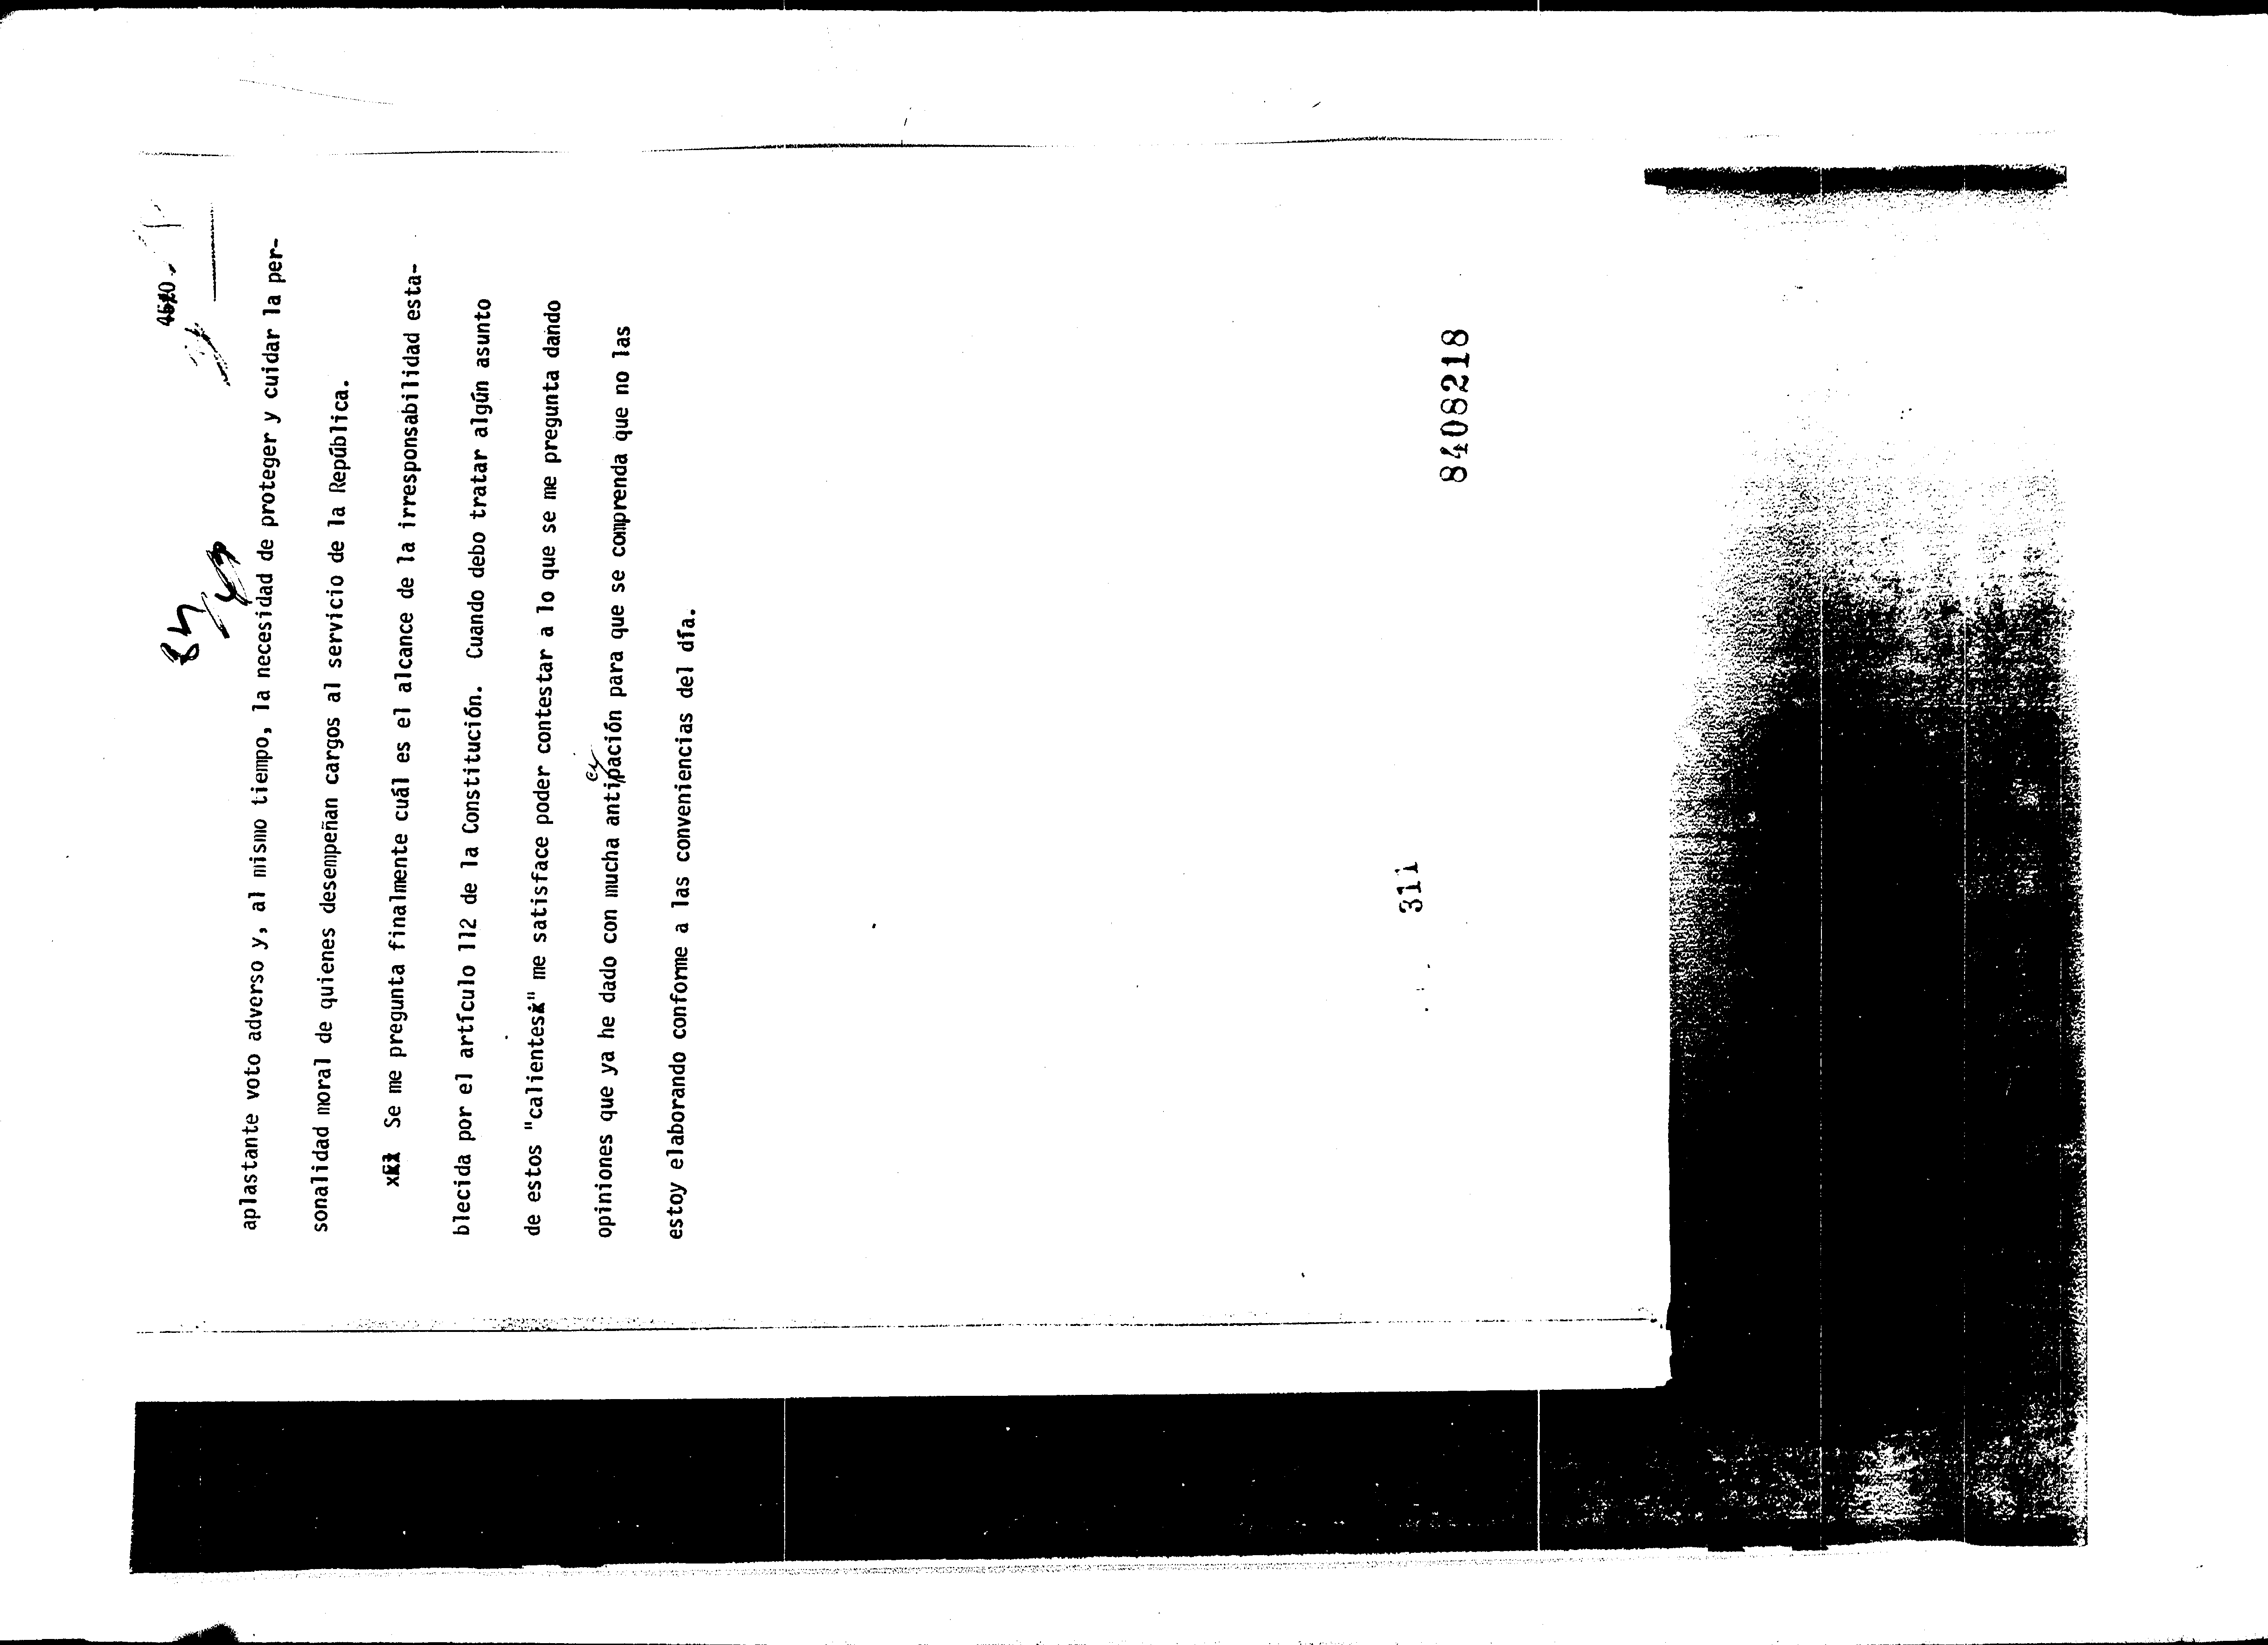 aplastante voto adverso y, al mismo tiempo, la necesidad de proteger y cuidar la per-
sonalidad moral de quienes desempeñan cargos al servicio de la República.
Se me pregunta finalmente cuál es el alcance de la irresponsabilidad esta-
blecida por el artículo 112 de la Constitución. Cuando debo tratar algún asunto
de estos "calientes" me satisface poder contestar a lo que se me pregunta dando
opiniones que ya he dado con mucha anticipación para que se comprenda que no las
estoy elaborando conforme a las conveniencias del día.
311
8408218